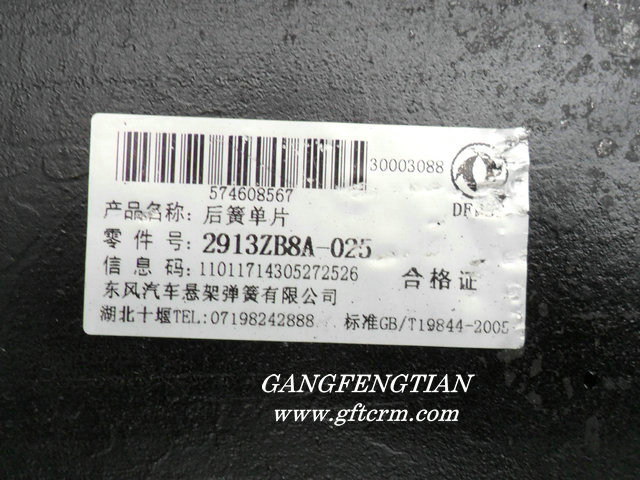 30003088
574608567
产品名称: 后簧单片
零件号: 2913ZB8A-025
信息码: 11011714305272526
合格证
东风汽车悬架弹簧有限公司
湖北十堰TEL:07198242888 标准GB/T19844-2005
GANGFENGTIAN
www.gftcrm.com